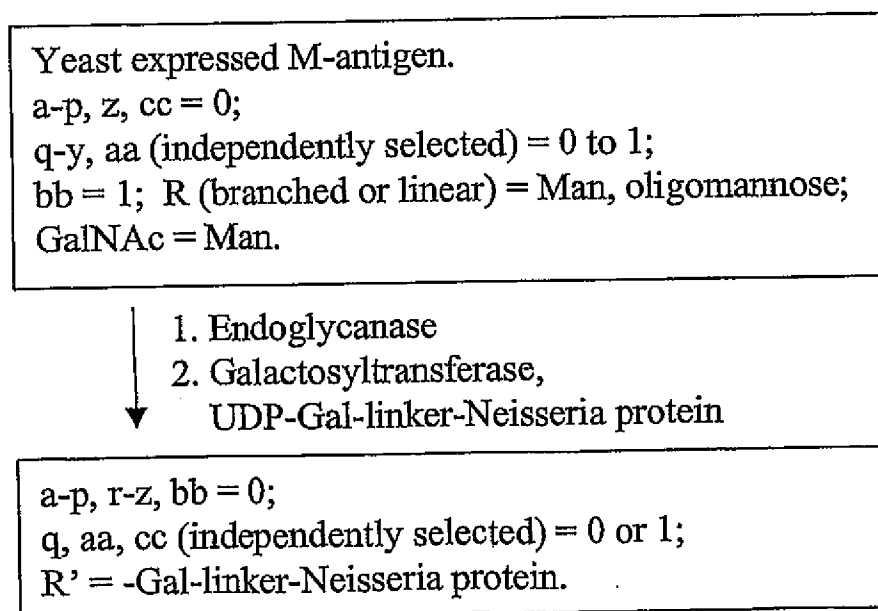 Yeast expressed M-antigen.
a-p, z, cc = 0;
q-y, aa (independently selected) = 0 to 1;
bb = 1; R (branched or linear) = Man, oligomannose;
GalNAc = Man.
1. Endoglycanase
2. Galactosyltransferase,
UDP-Gal-linker-Neisseria protein
a-p, r-z, bb = 0;
q, aa, cc (independently selected) = 0 or 1;
R’ = -Gal-linker-Neisseria protein.